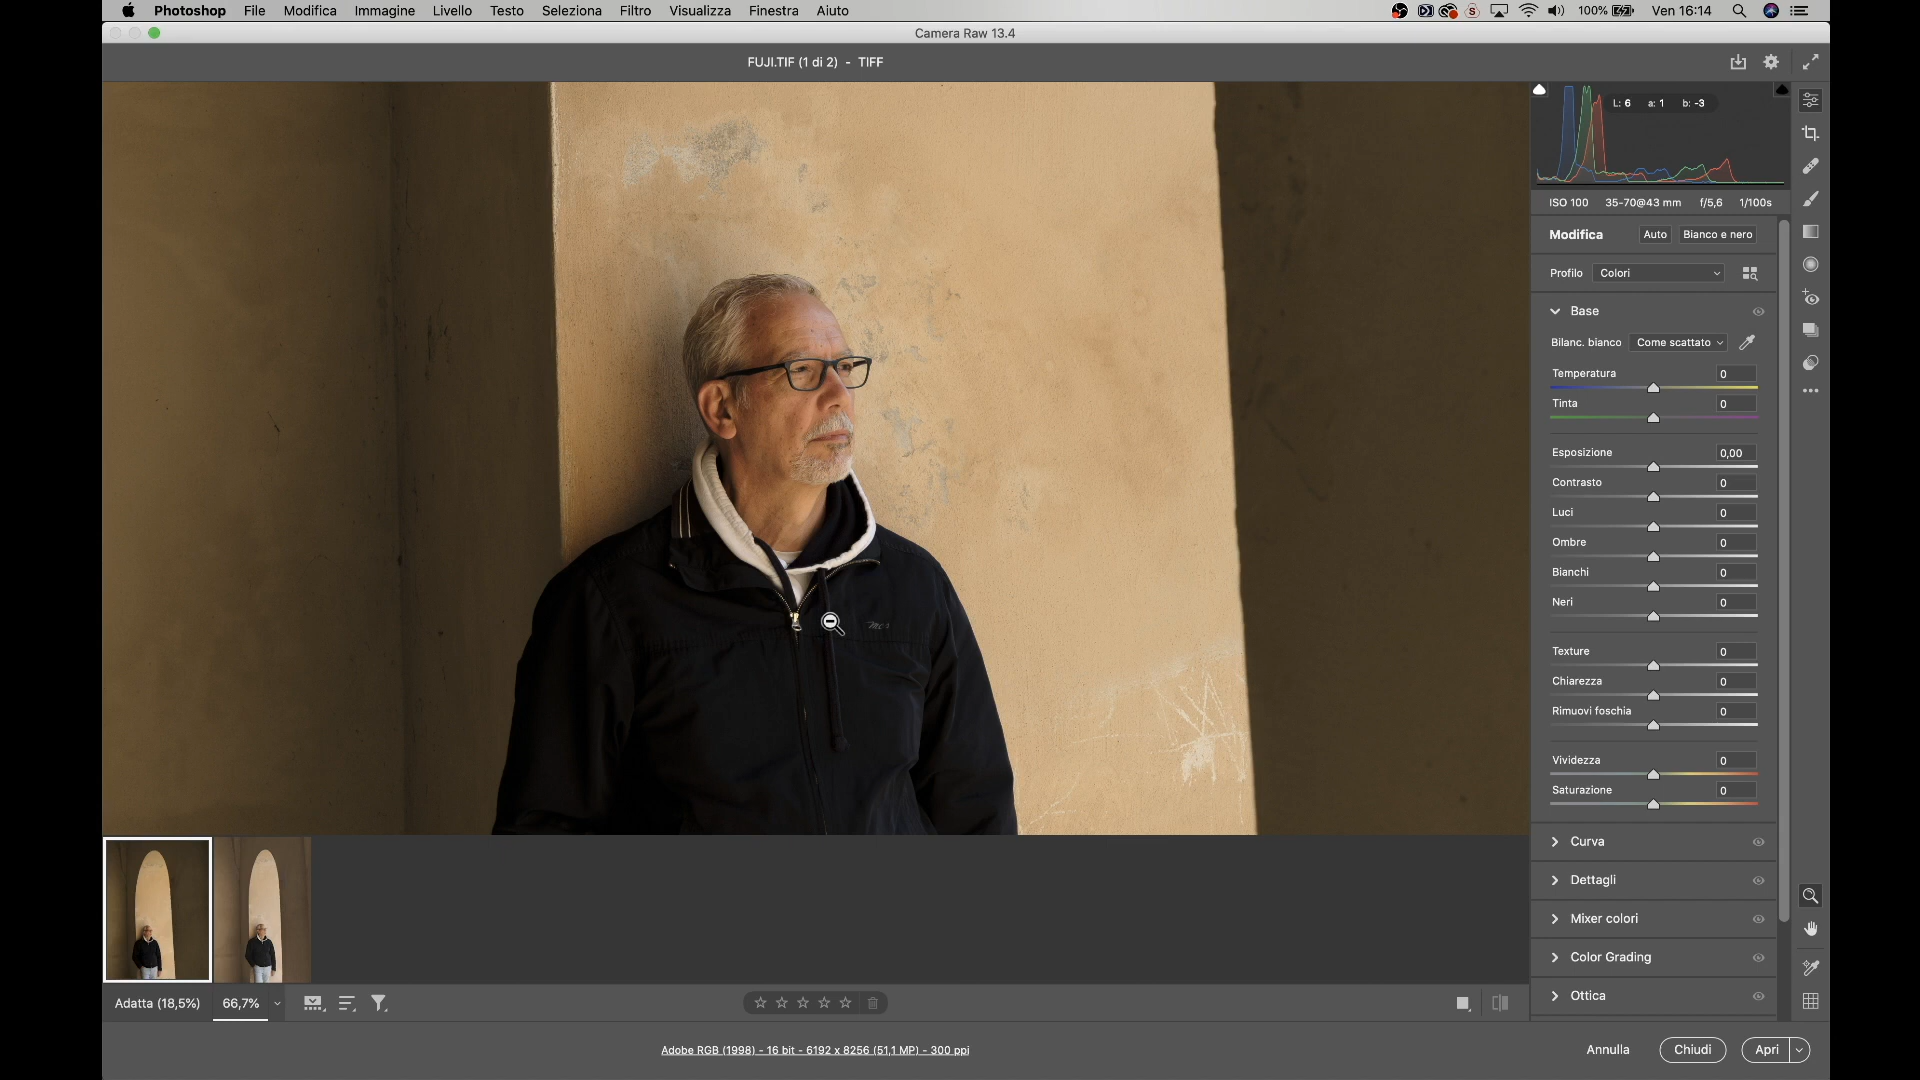 Photoshop File Modifica Immagine Livello Testo Seleziona Filtro Visualizza Finestra Aiuto 100% Ven 16:14
Camera Raw 13.4
FUJI.TIF (1 di 2) - TIFF
L: 6 a: 1 b: -3
ISO 100 35-70@43 mm f/5,6 1/100s
Modifica Auto Bianco e nero
Profilo Colori
Base
Bilanc. bianco Come scattato
Temperatura 0
Tinta 0
Esposizione 0,00
Contrasto 0
Luci 0
Ombre 0
Bianchi 0
Neri 0
Texture 0
Chiarezza 0
Rimuovi foschia 0
Vividezza 0
Saturazione 0
Curva
Dettagli
Mixer colori
Color Grading
Ottica
Adatta (18,5%) 66,7%
Adobe RGB (1998) - 16 bit - 6192 x 8256 (51,1 MP) - 300 ppi
Annulla Chiudi Apri